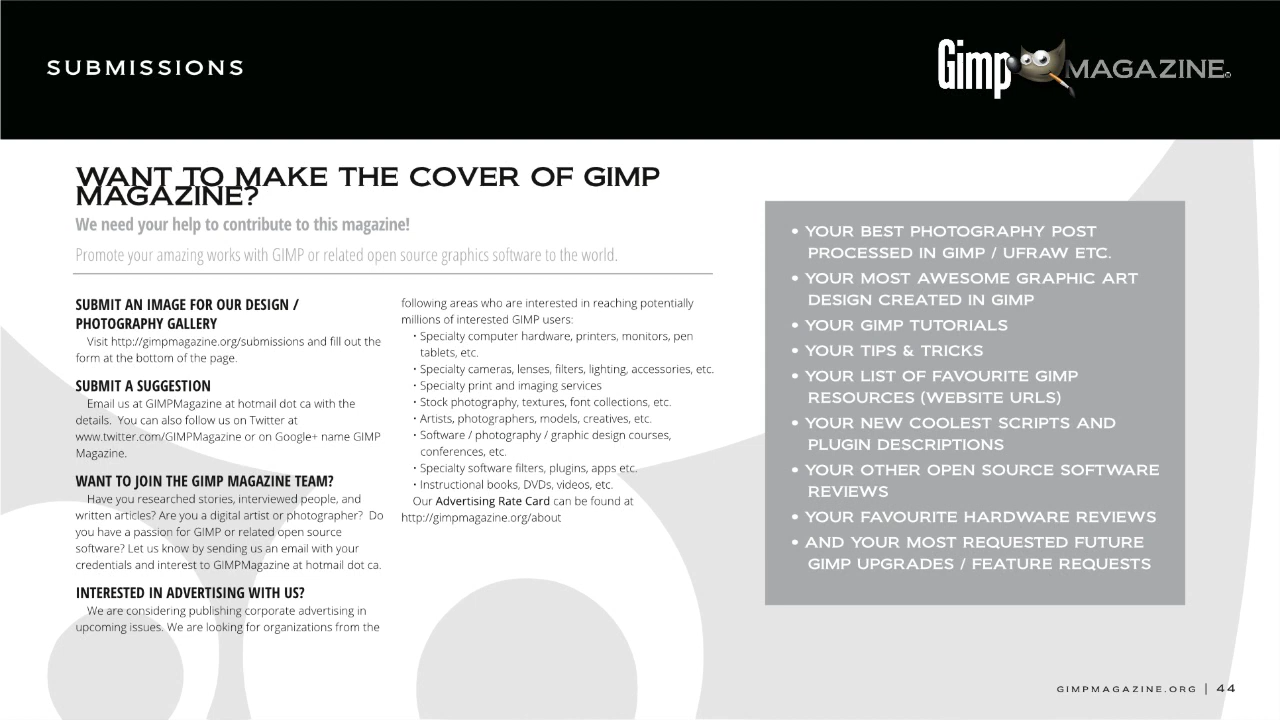 SUBMISSIONS
Gimp MAGAZINE
WANT TO MAKE THE COVER OF GIMP
MAGAZINE?
We need your help to contribute to this magazine!
Promote your amazing works with GIMP or related open source graphics software to the world.
SUBMIT AN IMAGE FOR OUR DESIGN /
PHOTOGRAPHY GALLERY
Visit http://gimpmagazine.org/submissions and fill out the
form at the bottom of the page.
SUBMIT A SUGGESTION
Email us at GIMPMagazine at hotmail dot ca with the
details.  You can also follow us on Twitter at
www.twitter.com/GIMPMagazine or on Google+ name GIMP
Magazine.
WANT TO JOIN THE GIMP MAGAZINE TEAM?
Have you researched stories, interviewed people, and
written articles? Are you a digital artist or photographer?  Do
you have a passion for GIMP or related open source
software? Let us know by sending us an email with your
credentials and interest to GIMPMagazine at hotmail dot ca.
INTERESTED IN ADVERTISING WITH US?
We are considering publishing corporate advertising in
upcoming issues. We are looking for organizations from the
following areas who are interested in reaching potentially
millions of interested GIMP users:
• Specialty computer hardware, printers, monitors, pen
tablets, etc.
• Specialty cameras, lenses, filters, lighting, accessories, etc.
• Specialty print and imaging services
• Stock photography, textures, font collections, etc.
• Artists, photographers, models, creatives, etc.
• Software / photography / graphic design courses,
conferences, etc.
• Specialty software filters, plugins, apps etc.
• Instructional books, DVDs, videos, etc.
Our Advertising Rate Card can be found at
http://gimpmagazine.org/about
• YOUR BEST PHOTOGRAPHY POST
PROCESSED IN GIMP / UFRAW ETC.
• YOUR MOST AWESOME GRAPHIC ART
DESIGN CREATED IN GIMP
• YOUR GIMP TUTORIALS
• YOUR TIPS & TRICKS
• YOUR LIST OF FAVOURITE GIMP
RESOURCES (WEBSITE URLS)
• YOUR NEW COOLEST SCRIPTS AND
PLUGIN DESCRIPTIONS
• YOUR OTHER OPEN SOURCE SOFTWARE
REVIEWS
• YOUR FAVOURITE HARDWARE REVIEWS
• AND YOUR MOST REQUESTED FUTURE
GIMP UPGRADES / FEATURE REQUESTS
GIMPMAGAZINE.ORG | 44